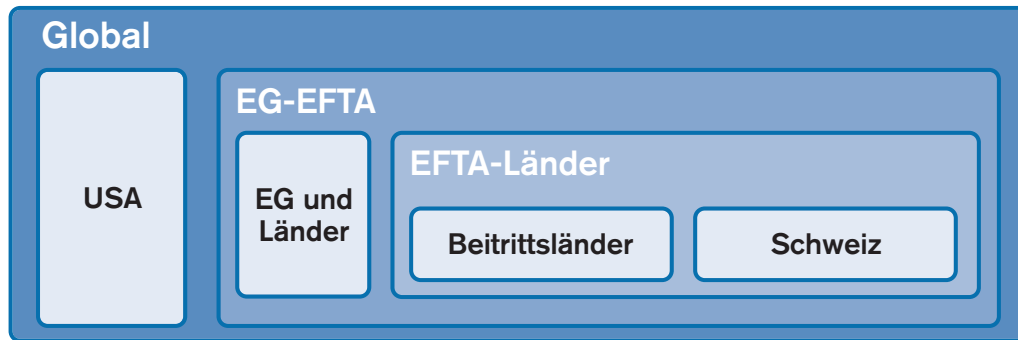 Global
USA
EG-EFTA
EG und
Länder
EFTA-Länder
Beitrittsländer
Schweiz